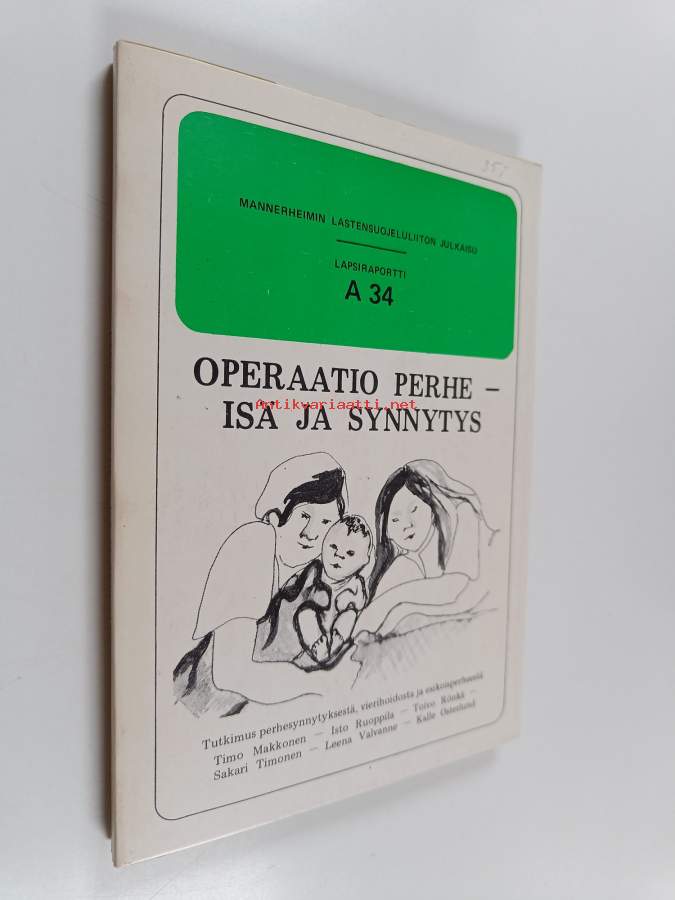 357
MANNERHEIMIN LASTENSUOJELULIITON JULKAISU
LAPSIRAPORTTI
A 34
OPERAATIO PERHE –
Antikvariaatti.net
ISÄ JA SYNNYTYS
Tutkimus perhesynnytyksestä, vierihoidosta ja esikoisperheestä
Timo Makkonen — Isto Ruoppila — Toivo Rönkä —
Sakari Timonen — Leena Valvanne — Kalle Österlund